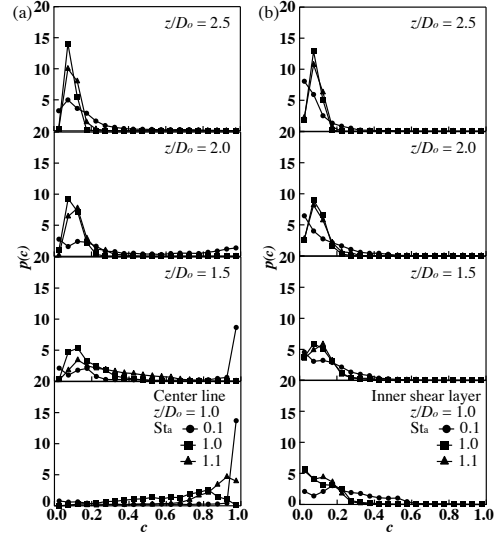 (a)
20
15
10
5
z/Do = 2.5
20
15
10
5
z/Do = 2.0
20
15
10
5
z/Do = 1.5
20
15
10
5
0
Center line
z/Do = 1.0
Sta
0.1
1.0
1.1
0.0 0.2 0.4 0.6 0.8 1.0
c
p(c)
(b)
20
15
10
5
z/Do = 2.5
20
15
10
5
z/Do = 2.0
20
15
10
5
z/Do = 1.5
20
15
10
5
0
Inner shear layer
z/Do = 1.0
Sta
0.1
1.0
1.1
0.0 0.2 0.4 0.6 0.8 1.0
c
p(c)